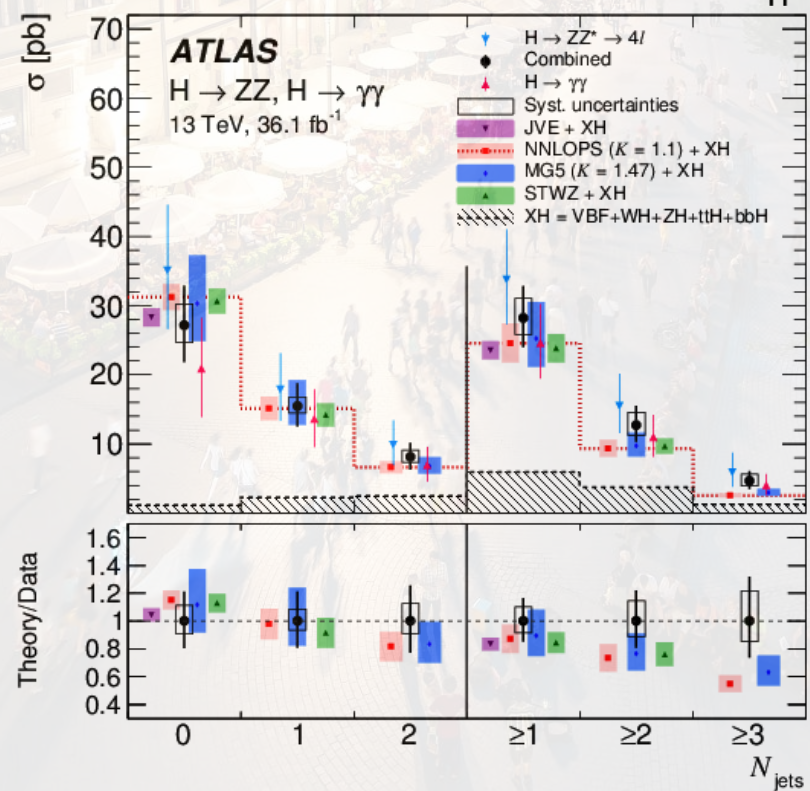 σ [pb]
70
60
50
40
30
20
10
ATLAS
H → ZZ, H → γγ
13 TeV, 36.1 fb⁻¹
H → ZZ* → 4l
Combined
H → γγ
Syst. uncertainties
JVE + XH
NNLOPS (K = 1.1) + XH
MG5 (K = 1.47) + XH
STWZ + XH
XH = VBF+WH+ZH+ttH+bbH
Theory/Data
1.6
1.4
1.2
1
0.8
0.6
0.4
0 1 2 ≥1 ≥2 ≥3
N jets